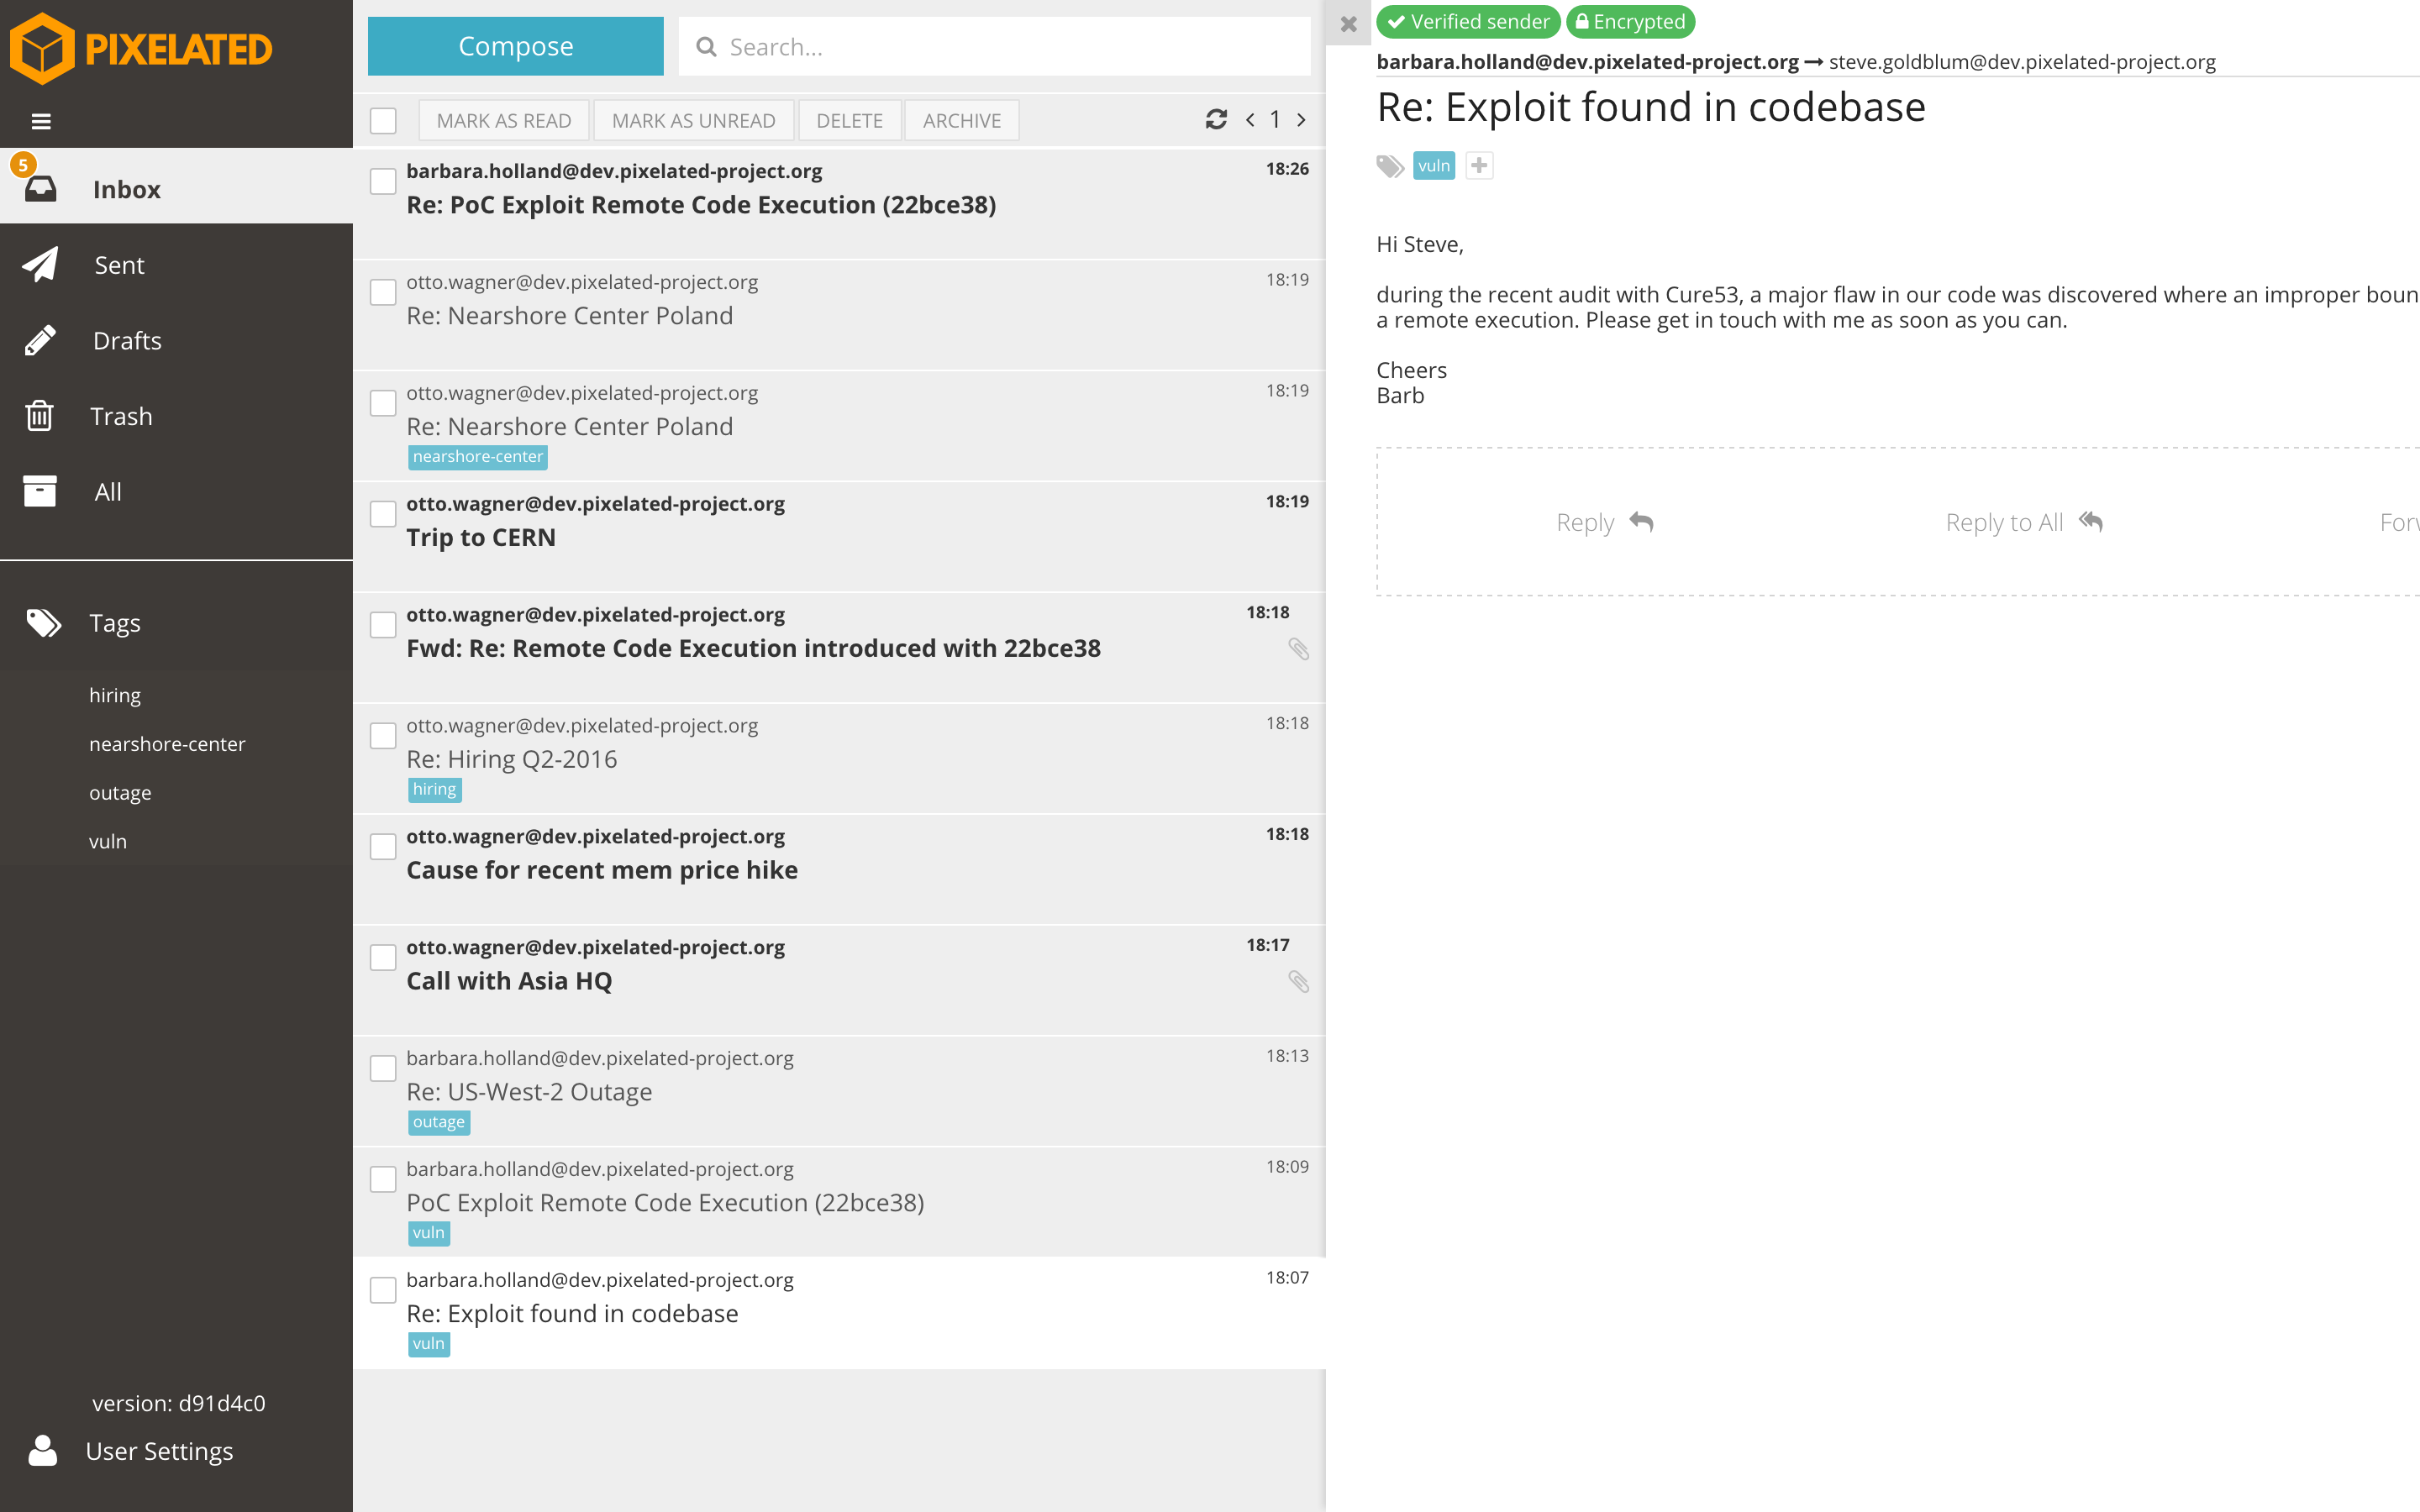 PIXELATED
5
Inbox
Sent
Drafts
Trash
All
Tags
hiring
nearshore-center
outage
vuln
version: d91d4c0
User Settings
Compose
Search...
MARK AS READ MARK AS UNREAD DELETE ARCHIVE 1
barbara.holland@dev.pixelated-project.org 18:26
Re: PoC Exploit Remote Code Execution (22bce38)
otto.wagner@dev.pixelated-project.org 18:19
Re: Nearshore Center Poland
otto.wagner@dev.pixelated-project.org 18:19
Re: Nearshore Center Poland
nearshore-center
otto.wagner@dev.pixelated-project.org 18:19
Trip to CERN
otto.wagner@dev.pixelated-project.org 18:18
Fwd: Re: Remote Code Execution introduced with 22bce38
otto.wagner@dev.pixelated-project.org 18:18
Re: Hiring Q2-2016
hiring
otto.wagner@dev.pixelated-project.org 18:18
Cause for recent mem price hike
otto.wagner@dev.pixelated-project.org 18:17
Call with Asia HQ
barbara.holland@dev.pixelated-project.org 18:13
Re: US-West-2 Outage
outage
barbara.holland@dev.pixelated-project.org 18:09
PoC Exploit Remote Code Execution (22bce38)
vuln
barbara.holland@dev.pixelated-project.org 18:07
Re: Exploit found in codebase
vuln
Verified sender Encrypted
barbara.holland@dev.pixelated-project.org → steve.goldblum@dev.pixelated-project.org
Re: Exploit found in codebase
vuln
Hi Steve,
during the recent audit with Cure53, a major flaw in our code was discovered where an improper boun
a remote execution. Please get in touch with me as soon as you can.
Cheers
Barb
Reply Reply to All For